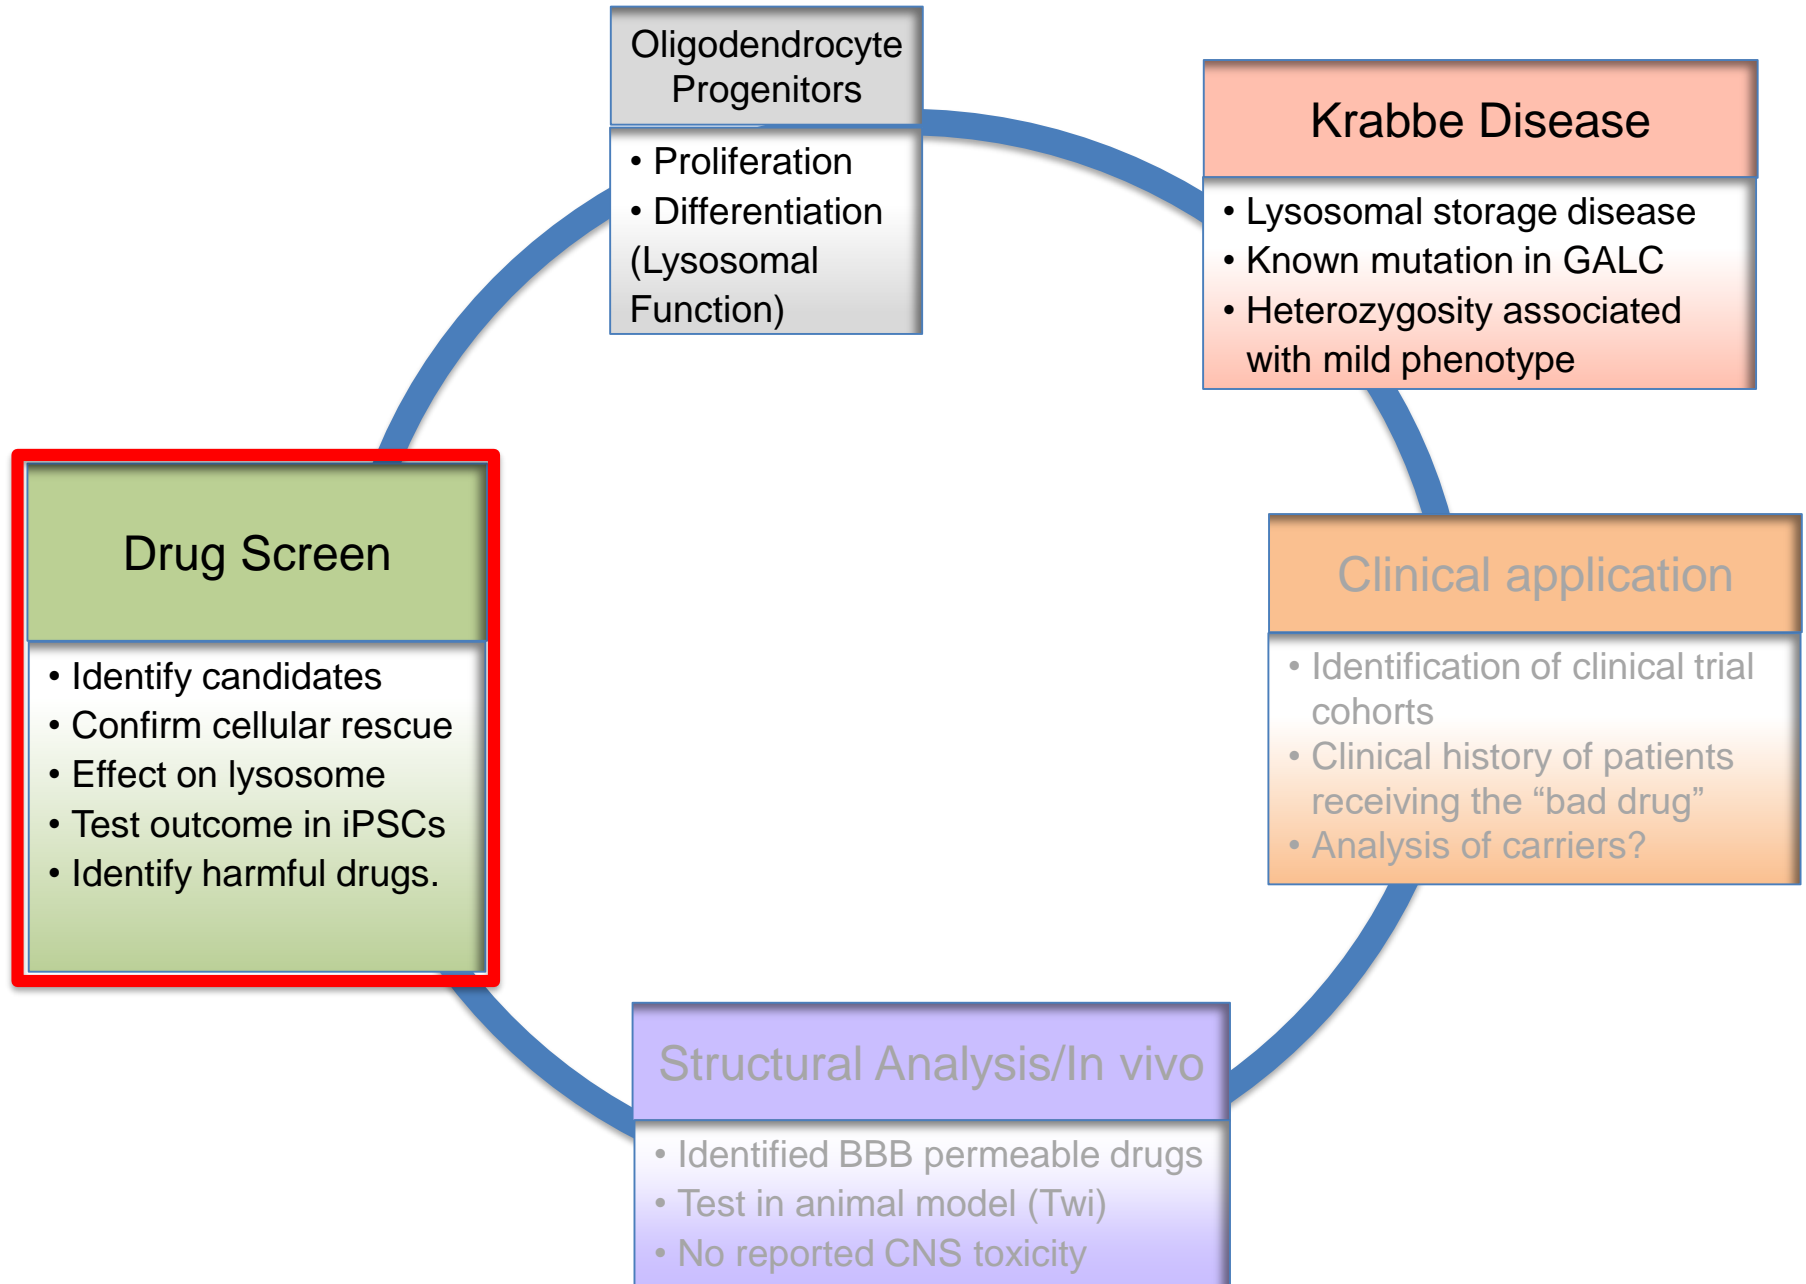 Oligodendrocyte
Progenitors
• Proliferation
• Differentiation
(Lysosomal
Function)
Krabbe Disease
• Lysosomal storage disease
• Known mutation in GALC
• Heterozygosity associated
with mild phenotype
Clinical application
• Identification of clinical trial
cohorts
• Clinical history of patients
receiving the “bad drug”
• Analysis of carriers?
Structural Analysis/In vivo
• Identified BBB permeable drugs
• Test in animal model (Twi)
• No reported CNS toxicity
Drug Screen
• Identify candidates
• Confirm cellular rescue
• Effect on lysosome
• Test outcome in iPSCs
• Identify harmful drugs.